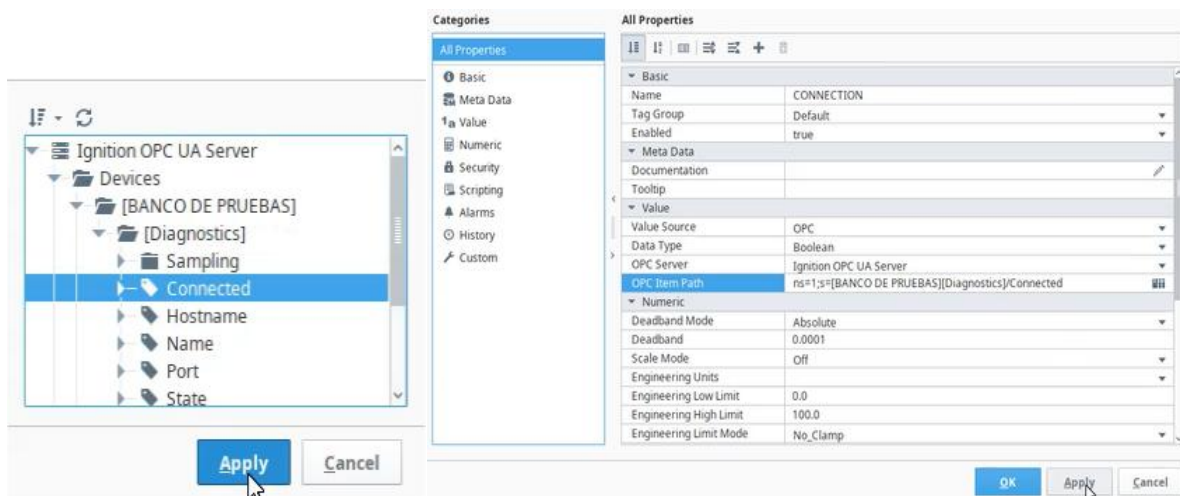 Ignition OPC UA Server
Devices
[BANCO DE PRUEBAS]
[Diagnostics]
Sampling
Connected
Hostname
Name
Port
State
Apply Cancel
Categories
All Properties
Basic
Meta Data
1a Value
Numeric
Security
Scripting
Alarms
History
Custom
All Properties
Basic
Name CONNECTION
Tag Group Default
Enabled true
Meta Data
Documentation
Tooltip
Value
Value Source OPC
Data Type Boolean
OPC Server Ignition OPC UA Server
OPC Item Path ns=1;s=[BANCO DE PRUEBAS][Diagnostics]/Connected
Numeric
Deadband Mode Absolute
Deadband 0.0001
Scale Mode Off
Engineering Units
Engineering Low Limit 0.0
Engineering High Limit 100.0
Engineering Limit Mode No_Clamp
OK Apply Cancel